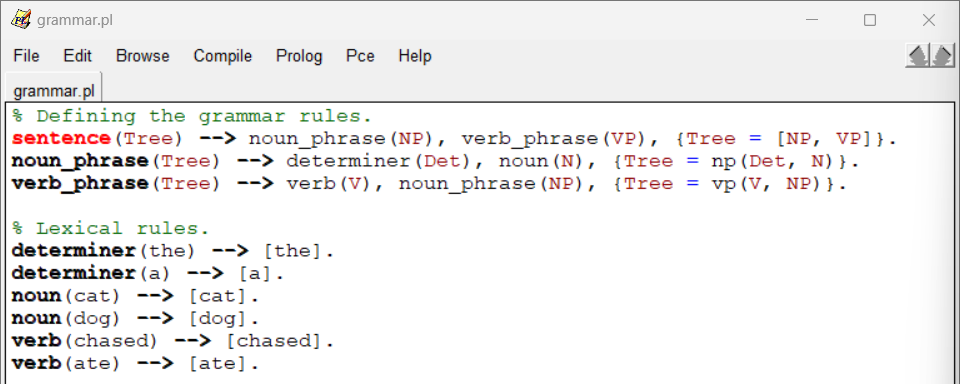 grammar.pl
File Edit Browse Compile Prolog Pce Help
grammar.pl
% Defining the grammar rules.
sentence(Tree) --> noun_phrase(NP), verb_phrase(VP), {Tree = [NP, VP]}.
noun_phrase(Tree) --> determiner(Det), noun(N), {Tree = np(Det, N)}.
verb_phrase(Tree) --> verb(V), noun_phrase(NP), {Tree = vp(V, NP)}.
% Lexical rules.
determiner(the) --> [the].
determiner(a) --> [a].
noun(cat) --> [cat].
noun(dog) --> [dog].
verb(chased) --> [chased].
verb(ate) --> [ate].